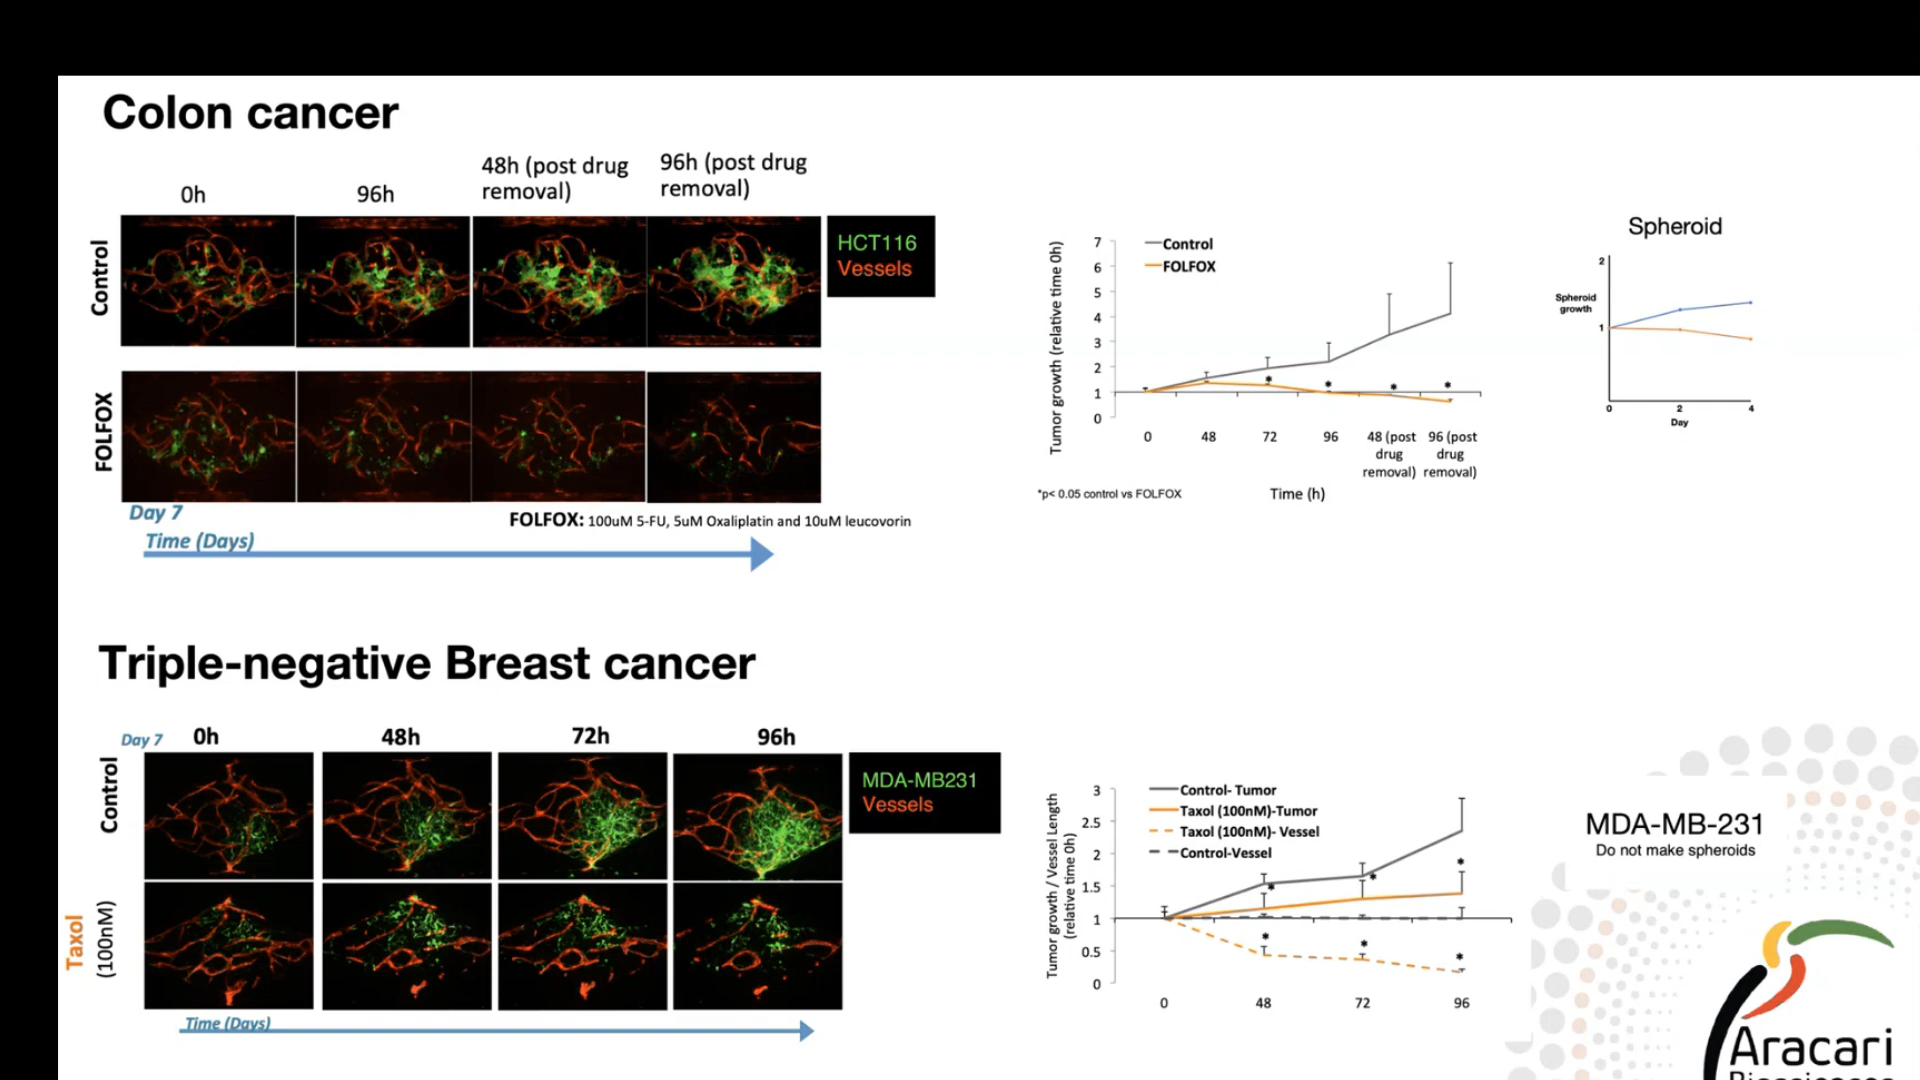 Colon cancer
0h
96h
48h (post drug
removal)
96h (post drug
removal)
Control
HCT116
Vessels
FOLFOX
Day 7
Time (Days)
FOLFOX: 100uM 5-FU, 5uM Oxaliplatin and 10uM leucovorin
Tumor growth (relative time 0h)
7
6
5
4
3
2
1
0
Control
FOLFOX
*
*
*
*
0
48
72
96
48 (post
drug
removal)
96 (post
drug
removal)
*p< 0.05 control vs FOLFOX
Time (h)
Spheroid
Spheroid
growth
2
1
0
2
4
Day
Triple-negative Breast cancer
Day 7
0h
48h
72h
96h
Control
MDA-MB231
Vessels
Taxol
(100nM)
Time (Days)
Tumor growth / Vessel Length
(relative time 0h)
3
2.5
2
1.5
1
0.5
0
Control- Tumor
Taxol (100nM)-Tumor
Taxol (100nM)- Vessel
Control-Vessel
*
*
*
*
*
*
0
48
72
96
MDA-MB-231
Do not make spheroids
Aracari
Biosciences